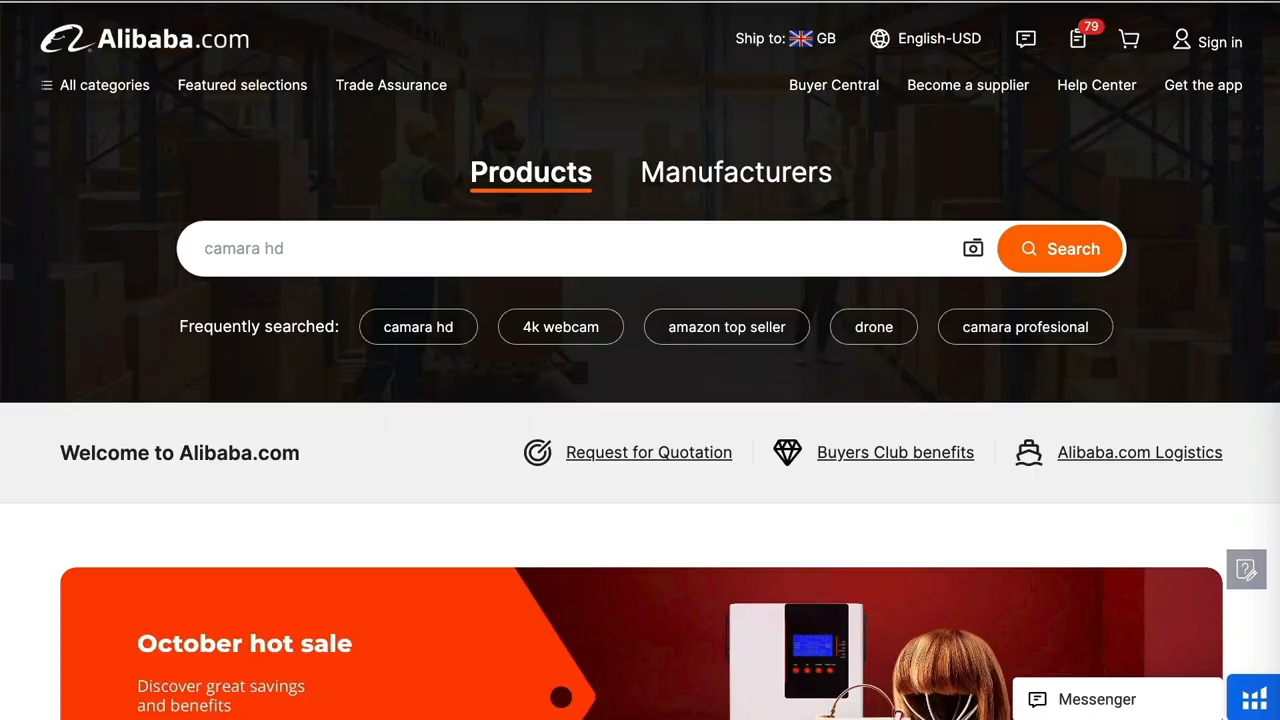 Alibaba.com
Ship to: GB
English-USD
79
Sign in
All categories
Featured selections
Trade Assurance
Buyer Central
Become a supplier
Help Center
Get the app
Products
Manufacturers
camara hd
Search
Frequently searched:
camara hd
4k webcam
amazon top seller
drone
camara profesional
Welcome to Alibaba.com
Request for Quotation
Buyers Club benefits
Alibaba.com Logistics
October hot sale
Discover great savings
and benefits
Messenger